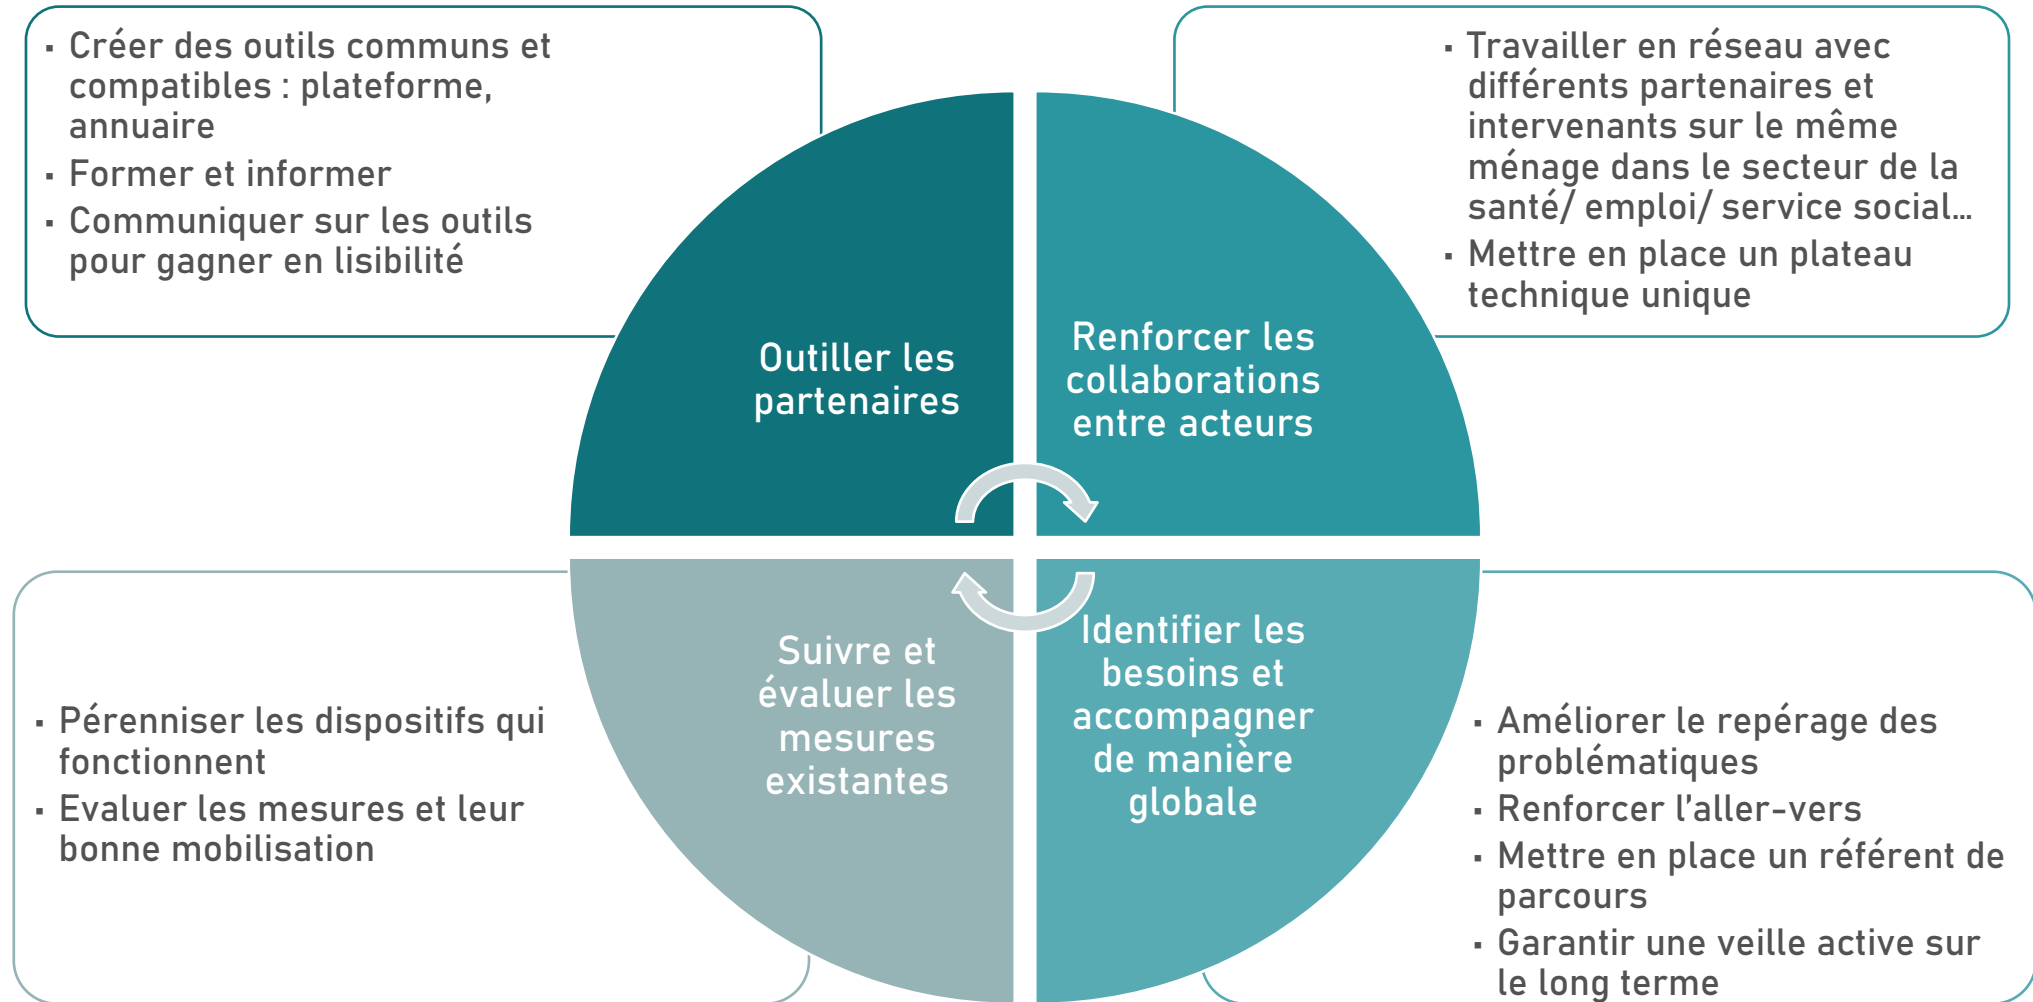 ▪ Créer des outils communs et
compatibles : plateforme,
annuaire
▪ Former et informer
▪ Communiquer sur les outils
pour gagner en lisibilité
▪ Travailler en réseau avec
différents partenaires et
intervenants sur le même
ménage dans le secteur de la
santé/ emploi/ service social…
▪ Mettre en place un plateau
technique unique
Outiller les
partenaires
Renforcer les
collaborations
entre acteurs
Suivre et
évaluer les
mesures
existantes
Identifier les
besoins et
accompagner
de manière
globale
▪ Pérenniser les dispositifs qui
fonctionnent
▪ Evaluer les mesures et leur
bonne mobilisation
▪ Améliorer le repérage des
problématiques
▪ Renforcer l’aller-vers
▪ Mettre en place un référent de
parcours
▪ Garantir une veille active sur
le long terme